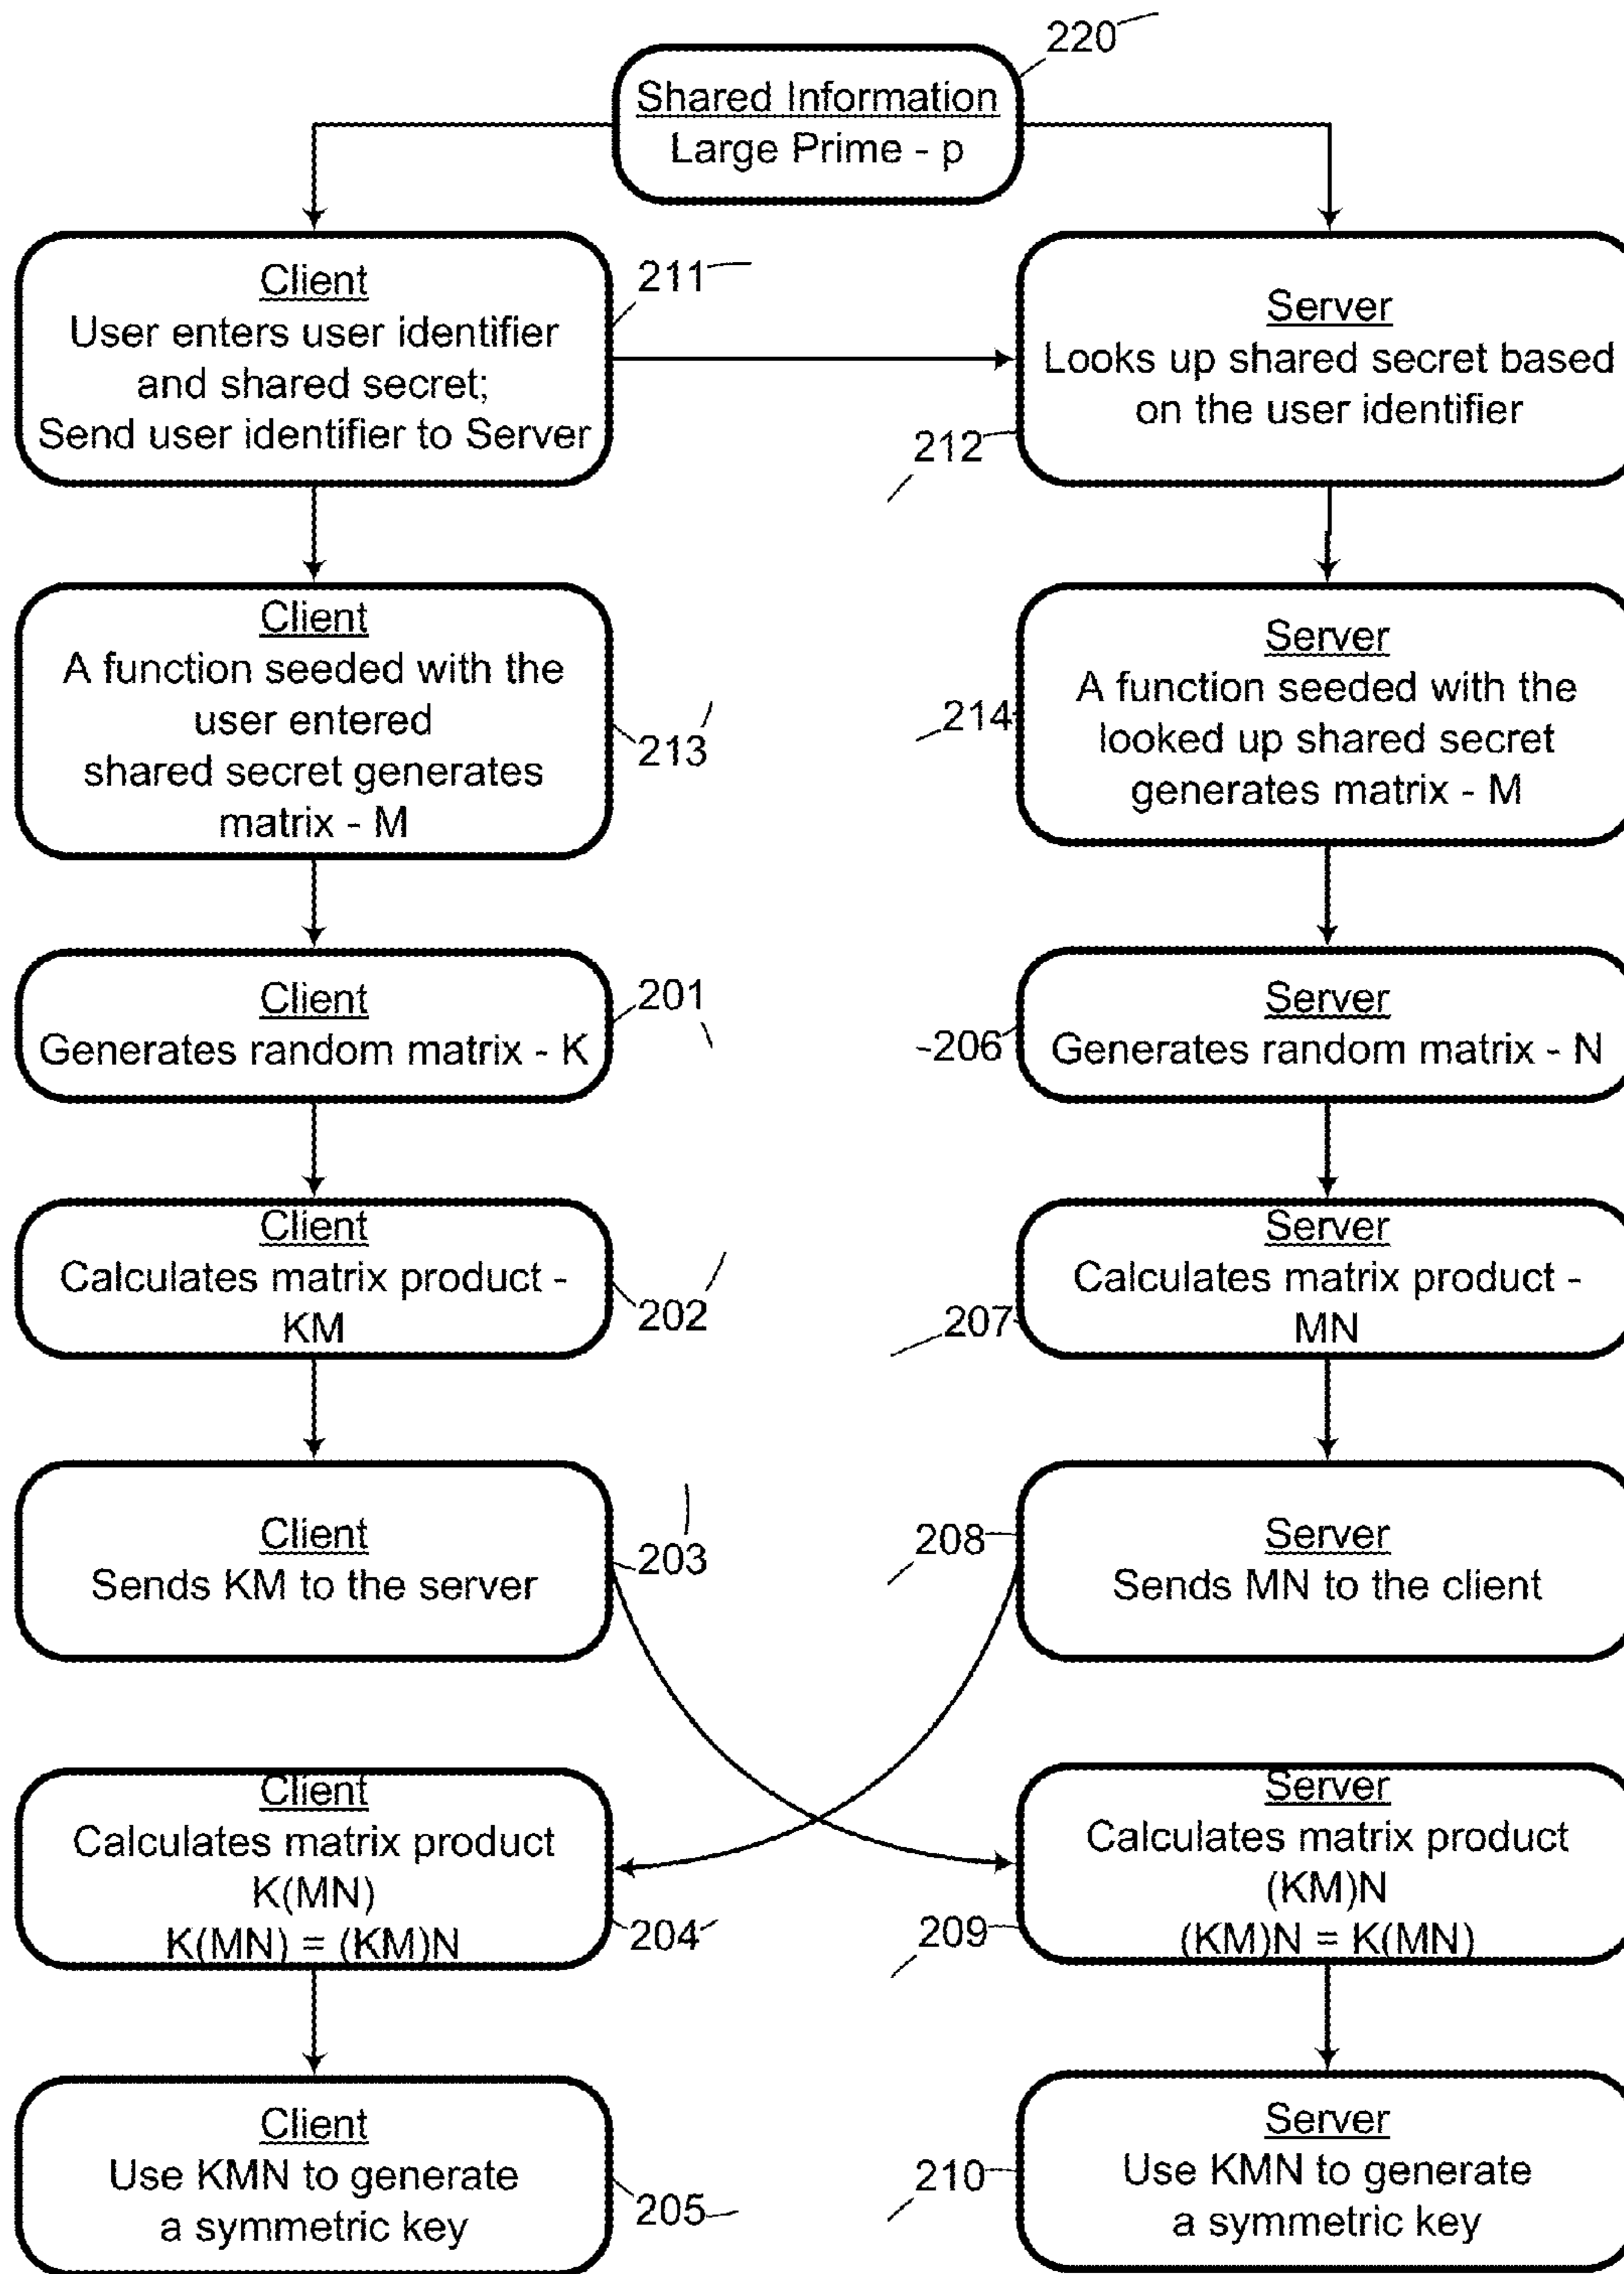 220
Shared Information
Large Prime - p
Client
User enters user identifier
and shared secret;
Send user identifier to Server
211
Server
Looks up shared secret based
on the user identifier
212
Client
A function seeded with the
user entered
shared secret generates
matrix - M
213
Server
A function seeded with the
looked up shared secret
generates matrix - M
214
Client
Generates random matrix - K
201
Server
Generates random matrix - N
206
Client
Calculates matrix product -
KM
202
Server
Calculates matrix product -
MN
207
Client
Sends KM to the server
203
Server
Sends MN to the client
208
Client
Calculates matrix product
K(MN)
K(MN) = (KM)N
204
Server
Calculates matrix product
(KM)N
(KM)N = K(MN)
209
Client
Use KMN to generate
a symmetric key
205
Server
Use KMN to generate
a symmetric key
210